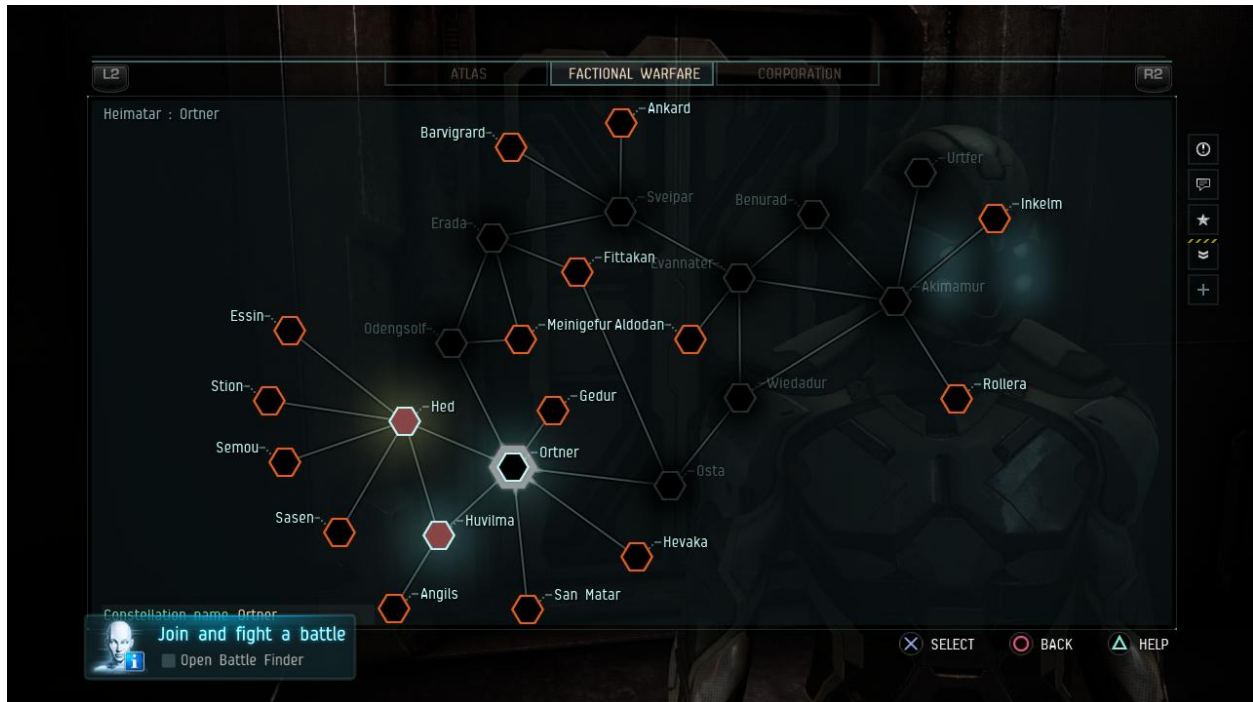 L2
ATLAS
FACTIONAL WARFARE
CORPORATION
R2
Heimatar : Ortner
Ankard
Barvigrard
Urtfer
Sveipar
Benurad
Inkelm
Erada
Fittakan
Evannater
Akimamur
Essin
Odengsolf
Meinigefur
Aldodan
Stion
Wiedadur
Rollera
Gedur
Hed
Semou
Ortner
Osta
Sasen
Huvilma
Hevaka
Angils
San Matar
Constellation name Ortner
Join and fight a battle
Open Battle Finder
SELECT
BACK
HELP